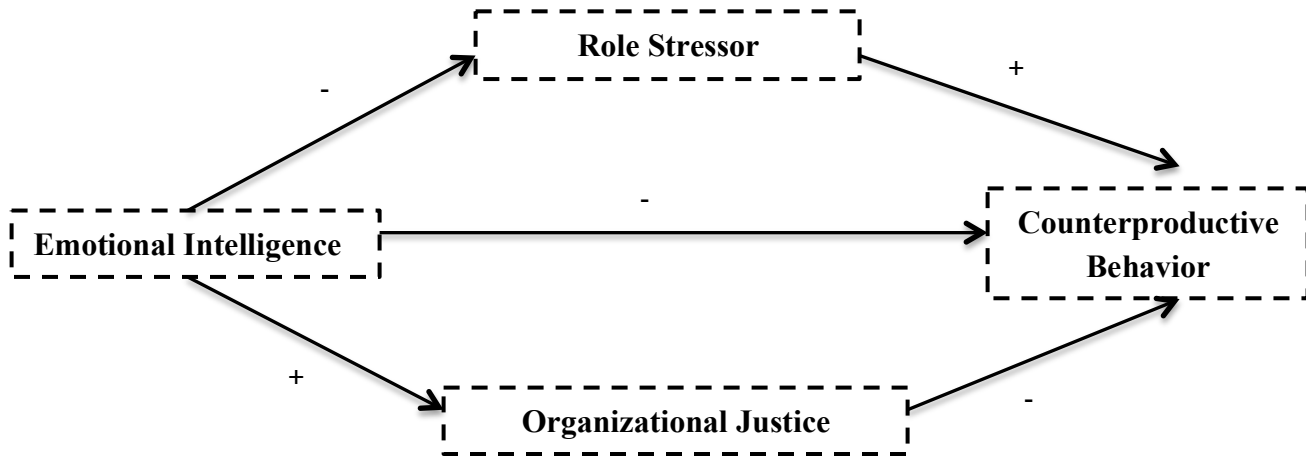 Role Stressor
+
-
-
Emotional Intelligence
Counterproductive
Behavior
+
-
Organizational Justice